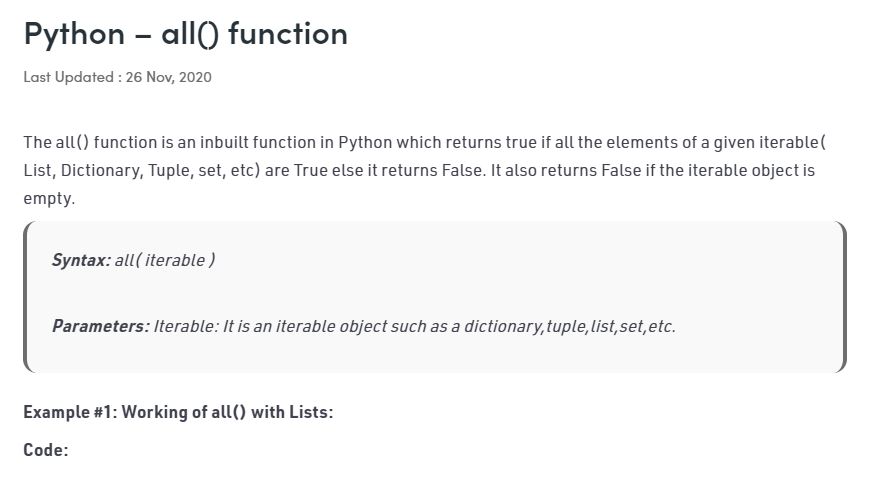 Python – all() function
Last Updated : 26 Nov, 2020
The all() function is an inbuilt function in Python which returns true if all the elements of a given iterable(
List, Dictionary, Tuple, set, etc) are True else it returns False. It also returns False if the iterable object is
empty.
Syntax: all( iterable )
Parameters: Iterable: It is an iterable object such as a dictionary,tuple,list,set,etc.
Example #1: Working of all() with Lists:
Code: